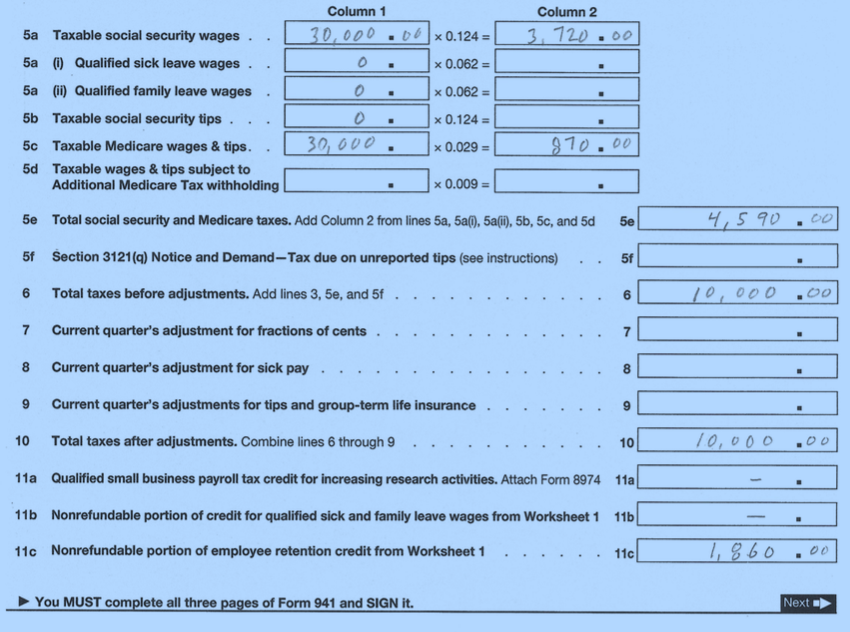 Column 1 Column 2
5a Taxable social security wages . . 30,000 . 00 × 0.124 = 3,720 . 00
5a (i) Qualified sick leave wages . . 0 . × 0.062 = .
5a (ii) Qualified family leave wages . 0 . × 0.062 = .
5b Taxable social security tips . . . 0 . × 0.124 = .
5c Taxable Medicare wages & tips. . 30,000 . × 0.029 = 870 . 00
5d Taxable wages & tips subject to
Additional Medicare Tax withholding . × 0.009 = .
5e Total social security and Medicare taxes. Add Column 2 from lines 5a, 5a(i), 5a(ii), 5b, 5c, and 5d 5e 4,590 . 00
5f Section 3121(q) Notice and Demand—Tax due on unreported tips (see instructions) . . 5f .
6 Total taxes before adjustments. Add lines 3, 5e, and 5f . . . . . . . . . . . . 6 10,000 . 00
7 Current quarter's adjustment for fractions of cents . . . . . . . . . . . . 7 .
8 Current quarter's adjustment for sick pay . . . . . . . . . . . . . . 8 .
9 Current quarter's adjustments for tips and group-term life insurance . . . . . . 9 .
10 Total taxes after adjustments. Combine lines 6 through 9 . . . . . . . . . . 10 10,000 . 00
11a Qualified small business payroll tax credit for increasing research activities. Attach Form 8974 11a – .
11b Nonrefundable portion of credit for qualified sick and family leave wages from Worksheet 1 11b — .
11c Nonrefundable portion of employee retention credit from Worksheet 1 . . . . . . 11c 1,860 . 00
▶ You MUST complete all three pages of Form 941 and SIGN it. Next ■▶